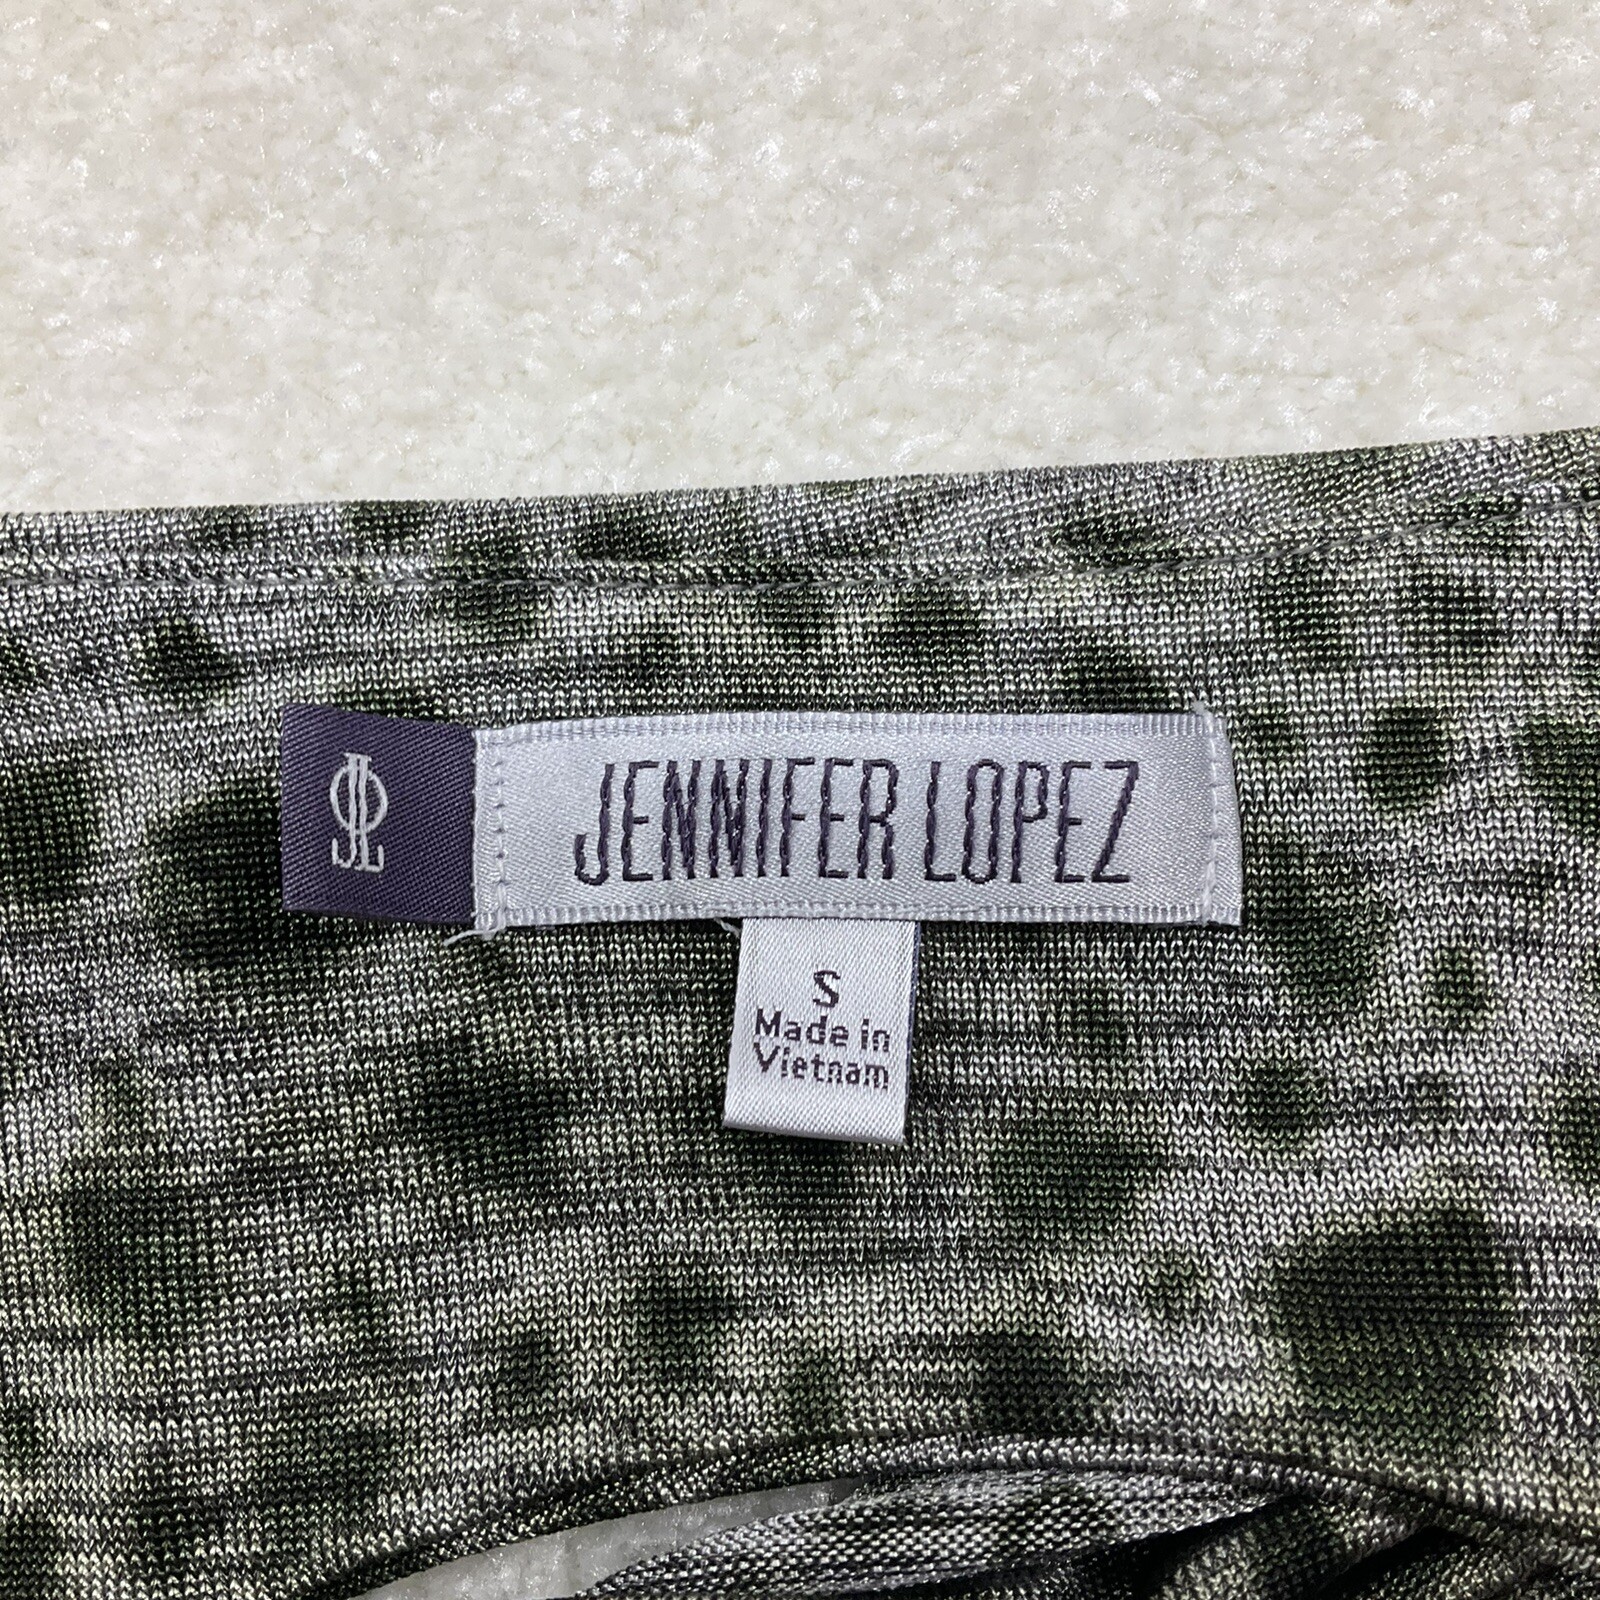 JL
JENNIFER LOPEZ
S
Made in
Vietnam